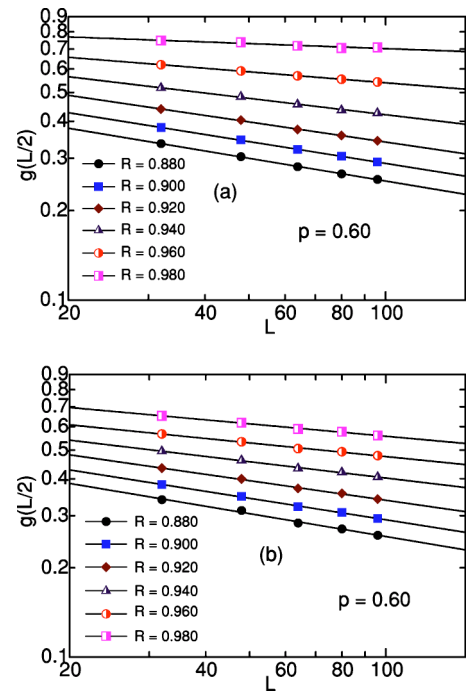 0.9
0.8
0.7
0.6
0.5
0.4
0.3
0.2
0.1
g(L/2)
R = 0.880
R = 0.900
R = 0.920
R = 0.940
R = 0.960
R = 0.980
(a)
p = 0.60
20 40 60 80 100
L
0.9
0.8
0.7
0.6
0.5
0.4
0.3
0.2
0.1
g(L/2)
R = 0.880
R = 0.900
R = 0.920
R = 0.940
R = 0.960
R = 0.980
(b)
p = 0.60
20 40 60 80 100
L